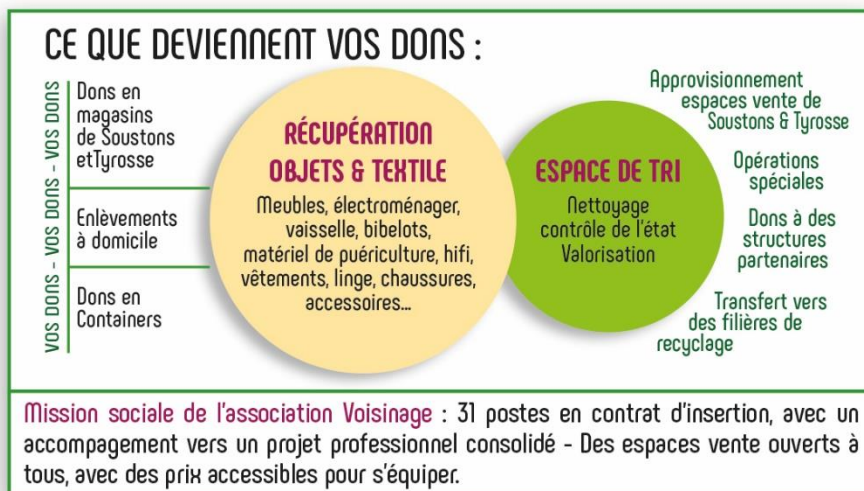 CE QUE DEVIENNENT VOS DONS :
VOS DONS - VOS DONS - VOS DONS
Dons en
magasins
de Soustons
etTyrosse
Enlèvements
à domicile
Dons en
Containers
RÉCUPÉRATION
OBJETS & TEXTILE
Meubles, électroménager,
vaisselle, bibelots,
matériel de puériculture, hifi,
vêtements, linge, chaussures,
accessoires...
ESPACE DE TRI
Nettoyage
contrôle de l'état
Valorisation
Approvisionnement
espaces vente de
Soustons & Tyrosse
Opérations
spéciales
Dons à des
structures
partenaires
Transfert vers
des filières de
recyclage
Mission sociale de l'association Voisinage : 31 postes en contrat d'insertion, avec un
accompagement vers un projet professionnel consolidé - Des espaces vente ouverts à
tous, avec des prix accessibles pour s'équiper.